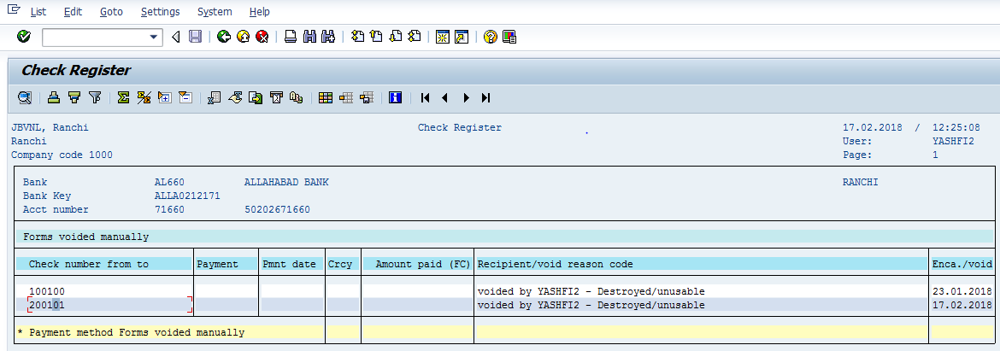 List Edit Goto Settings System Help
Check Register
JBVNL, Ranchi Check Register 17.02.2018 / 12:25:08
Ranchi User: YASHFI2
Company code 1000 Page: 1
Bank AL660 ALLAHABAD BANK RANCHI
Bank Key ALLA0212171
Acct number 71660 50202671660
Forms voided manually
Check number from to Payment Pmnt date Crcy Amount paid (FC) Recipient/void reason code Enca./void
100100 voided by YASHFI2 - Destroyed/unusable 23.01.2018
200101 voided by YASHFI2 - Destroyed/unusable 17.02.2018
* Payment method Forms voided manually